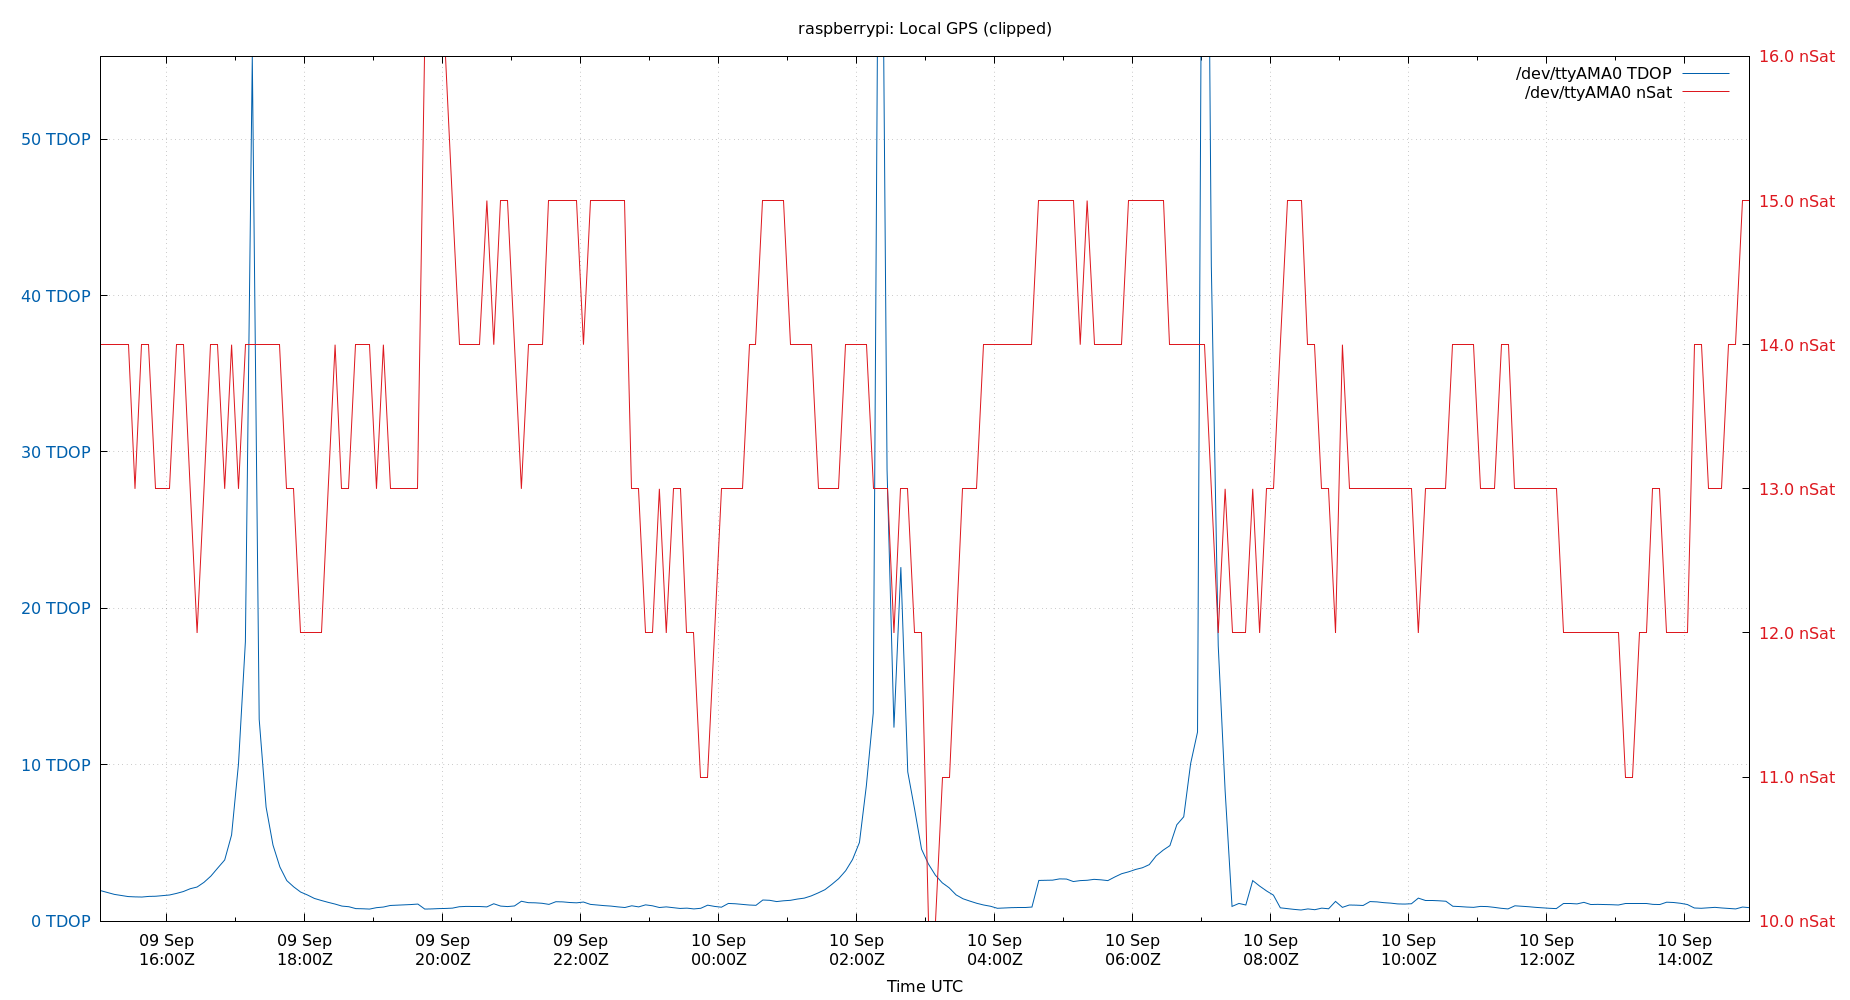 raspberrypi: Local GPS (clipped)
16.0 nSat
/dev/ttyAMA0 TDOP
/dev/ttyAMA0 nSat
50 TDOP
15.0 nSat
40 TDOP
14.0 nSat
30 TDOP
13.0 nSat
20 TDOP
12.0 nSat
10 TDOP
11.0 nSat
0 TDOP
10.0 nSat
09 Sep 09 Sep 09 Sep 09 Sep 10 Sep 10 Sep 10 Sep 10 Sep 10 Sep 10 Sep 10 Sep 10 Sep
16:00Z 18:00Z 20:00Z 22:00Z 00:00Z 02:00Z 04:00Z 06:00Z 08:00Z 10:00Z 12:00Z 14:00Z
Time UTC